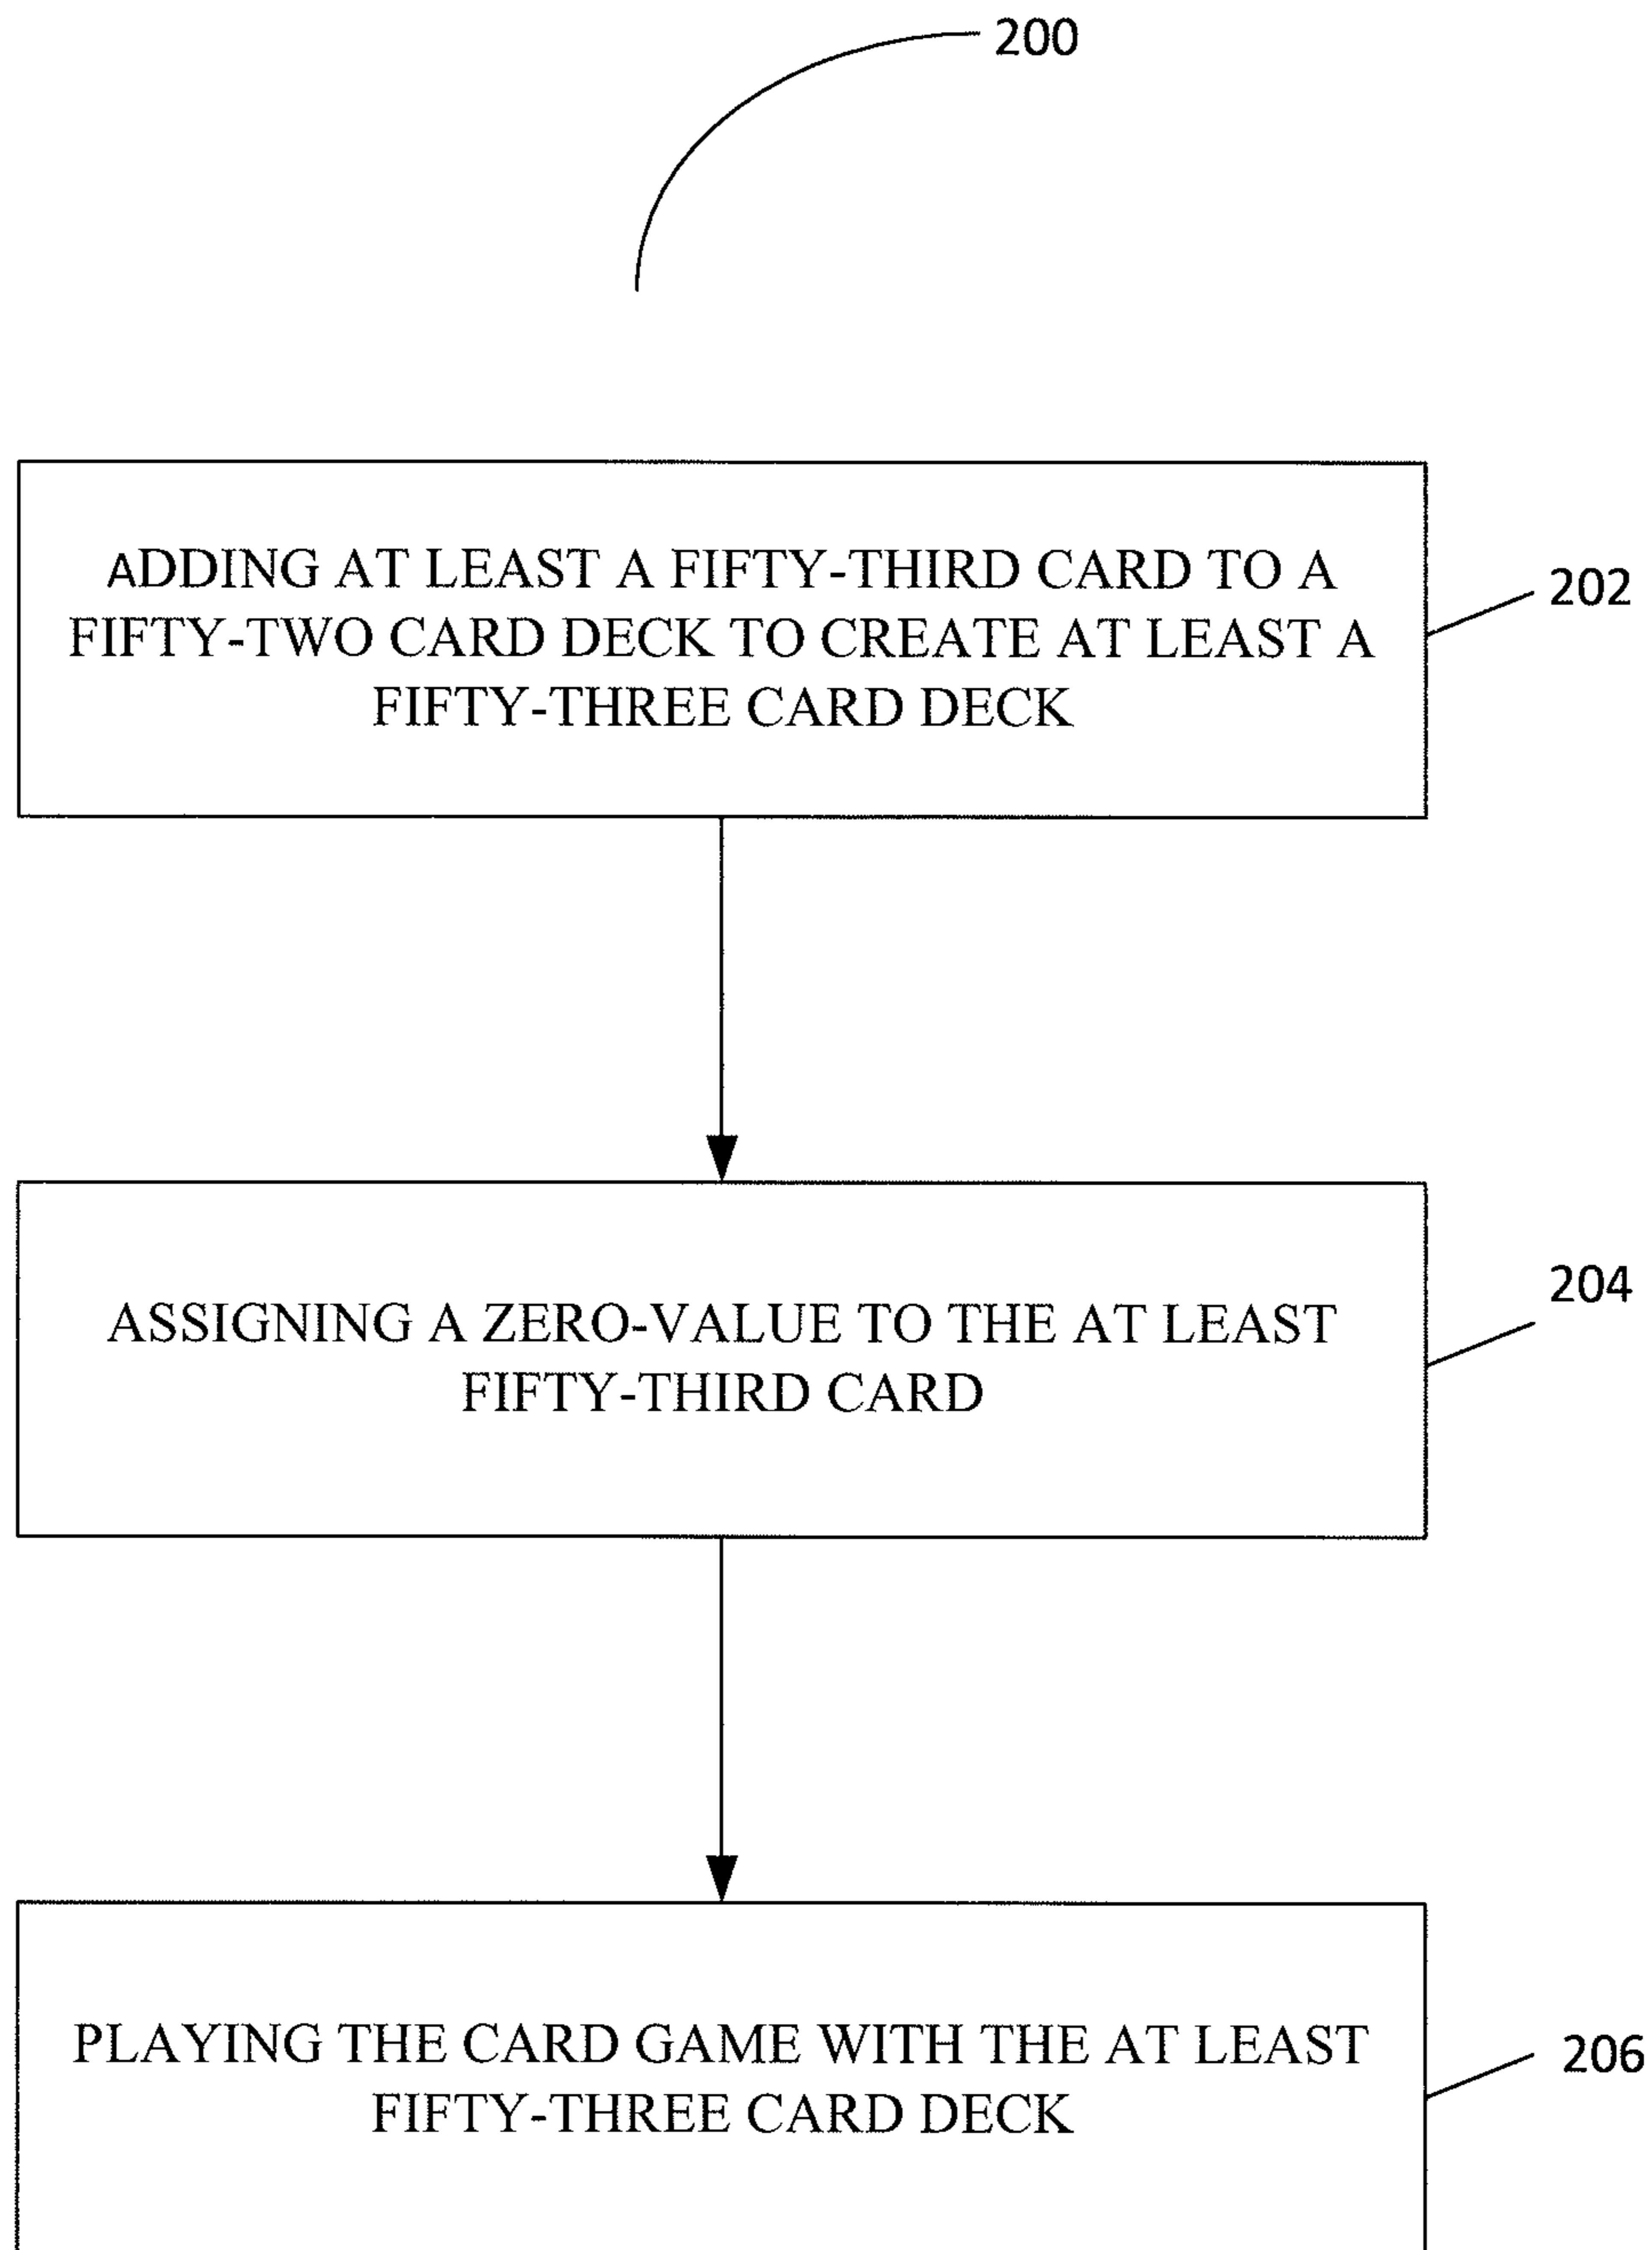 200
ADDING AT LEAST A FIFTY-THIRD CARD TO A
FIFTY-TWO CARD DECK TO CREATE AT LEAST A
FIFTY-THREE CARD DECK
202
ASSIGNING A ZERO-VALUE TO THE AT LEAST
FIFTY-THIRD CARD
204
PLAYING THE CARD GAME WITH THE AT LEAST
FIFTY-THREE CARD DECK
206